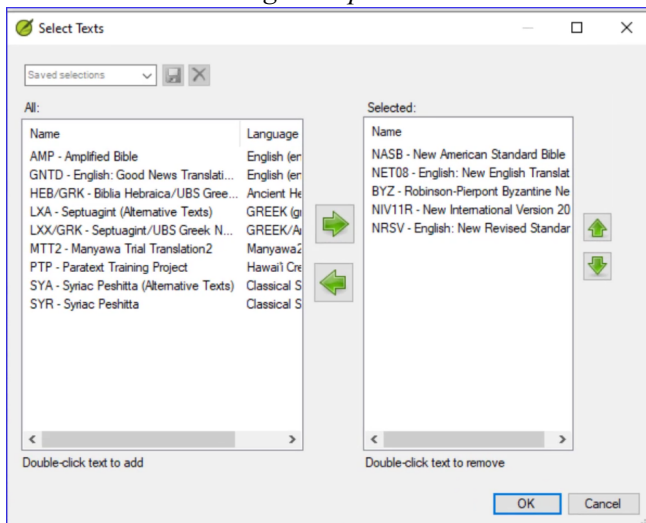 Select Texts
Saved selections
All:
Name Language
AMP - Amplified Bible English (en
GNTD - English: Good News Translati... English (en
HEB/GRK - Biblia Hebraica/UBS Gree... Ancient He
LXA - Septuagint (Alternative Texts) GREEK (g
LXX/GRK - Septuagint/UBS Greek N... GREEK/A
MTT2 - Manyawa Trial Translation2 Manyawa2
PTP - Paratext Training Project Hawai'i Cre
SYA - Syriac Peshitta (Alternative Texts) Classical S
SYR - Syriac Peshitta Classical S
Double-click text to add
Selected:
Name
NASB - New American Standard Bible
NET08 - English: New English Translat
BYZ - Robinson-Pierpont Byzantine Ne
NIV11R - New International Version 20
NRSV - English: New Revised Standar
Double-click text to remove
OK Cancel